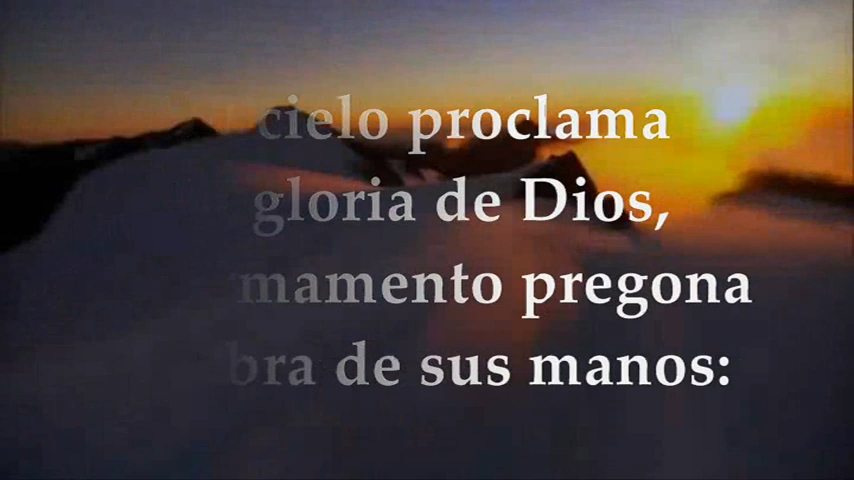 cielo proclama
gloria de Dios,
mamento pregona
bra de sus manos: